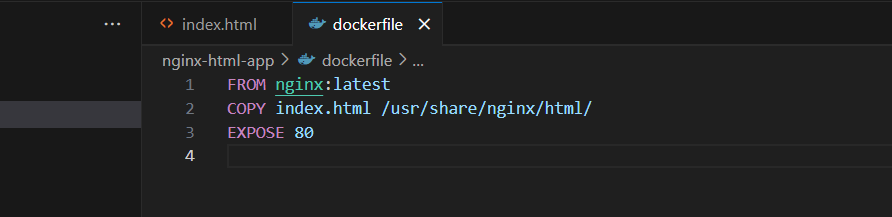 ... index.html dockerfile
nginx-html-app > dockerfile > ...
1 FROM nginx:latest
2 COPY index.html /usr/share/nginx/html/
3 EXPOSE 80
4